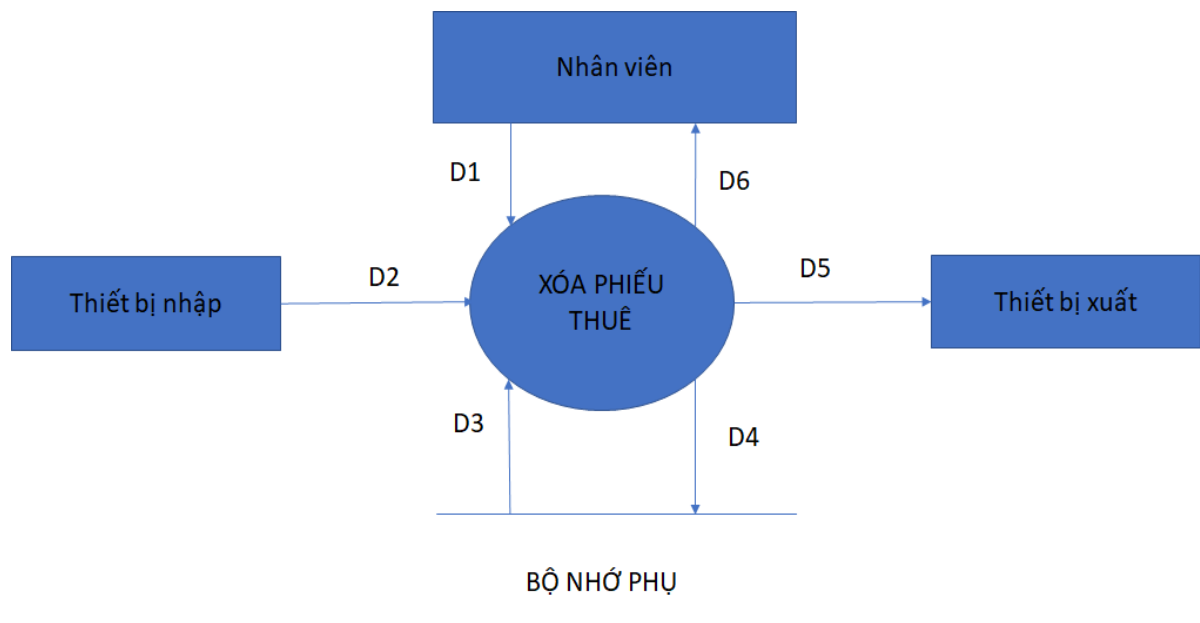 Nhân viên
D1
D6
Thiết bị nhập
D2
XÓA PHIẾU
THUÊ
D5
Thiết bị xuất
D3
D4
BỘ NHỚ PHỤ